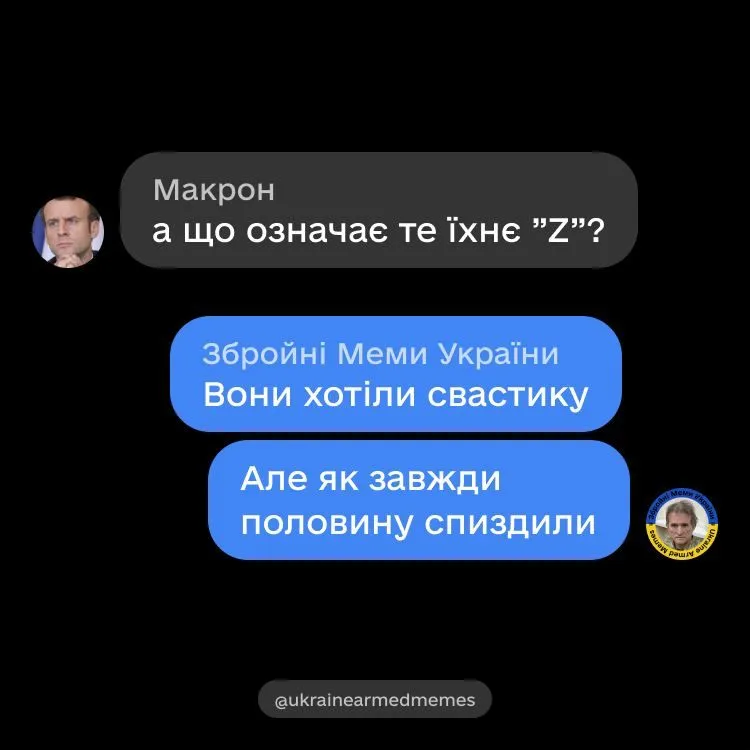 Макрон
а що означає те їхнє ”Z”?
Збройні Меми України
Вони хотіли свастику
Але як завжди
половину спиздили
Збройні Меми України
Ukraine Armed Memes
@ukrainearmedmemes